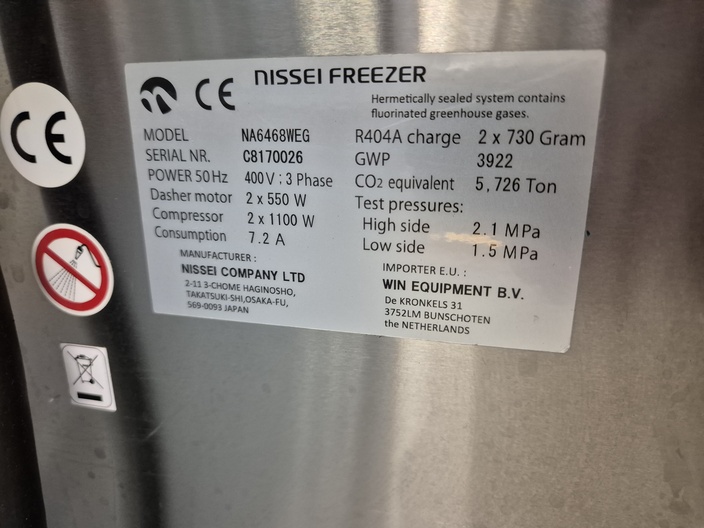 CE
CE
NISSEI FREEZER
Hermetically sealed system contains
fluorinated greenhouse gases.
MODEL NA6468WEG
SERIAL NR. C8170026
POWER 50Hz 400V : 3 Phase
Dasher motor 2 x 550 W
Compressor 2 x 1100 W
Consumption 7.2 A
R404A charge 2 x 730 Gram
GWP 3922
CO2 equivalent 5,726 Ton
Test pressures:
High side 2.1 MPa
Low side 1.5 MPa
MANUFACTURER :
NISSEI COMPANY LTD
2-11 3-CHOME HAGINOSHO,
TAKATSUKI-SHI,OSAKA-FU,
569-0093 JAPAN
IMPORTER E.U. :
WIN EQUIPMENT B.V.
De KRONKELS 31
3752LM BUNSCHOTEN
the NETHERLANDS